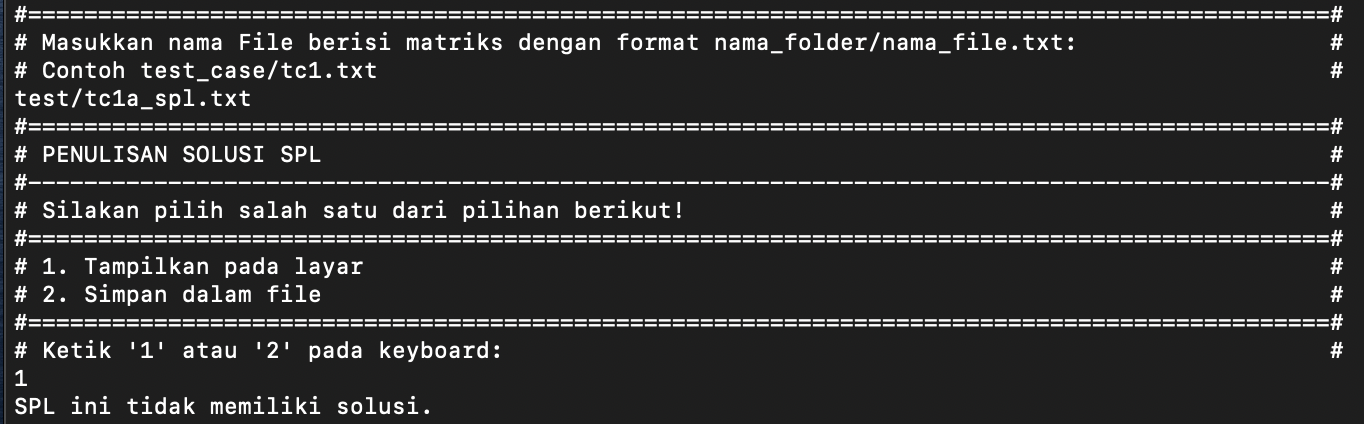 #=============================================================================================#
# Masukkan nama File berisi matriks dengan format nama_folder/nama_file.txt:                  #
# Contoh test_case/tc1.txt                                                                    #
test/tc1a_spl.txt
#=============================================================================================#
# PENULISAN SOLUSI SPL                                                                        #
#---------------------------------------------------------------------------------------------#
# Silakan pilih salah satu dari pilihan berikut!                                              #
#=============================================================================================#
# 1. Tampilkan pada layar                                                                     #
# 2. Simpan dalam file                                                                        #
#=============================================================================================#
# Ketik '1' atau '2' pada keyboard:                                                           #
1
SPL ini tidak memiliki solusi.